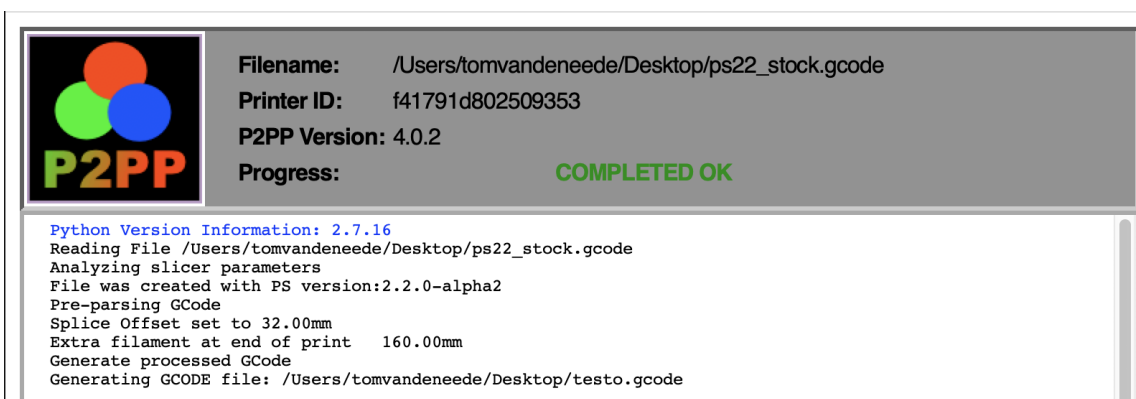 P2PP
Filename: /Users/tomvandeneede/Desktop/ps22_stock.gcode
Printer ID: f41791d802509353
P2PP Version: 4.0.2
Progress: COMPLETED OK
Python Version Information: 2.7.16
Reading File /Users/tomvandeneede/Desktop/ps22_stock.gcode
Analyzing slicer parameters
File was created with PS version:2.2.0-alpha2
Pre-parsing GCode
Splice Offset set to 32.00mm
Extra filament at end of print   160.00mm
Generate processed GCode
Generating GCODE file: /Users/tomvandeneede/Desktop/testo.gcode